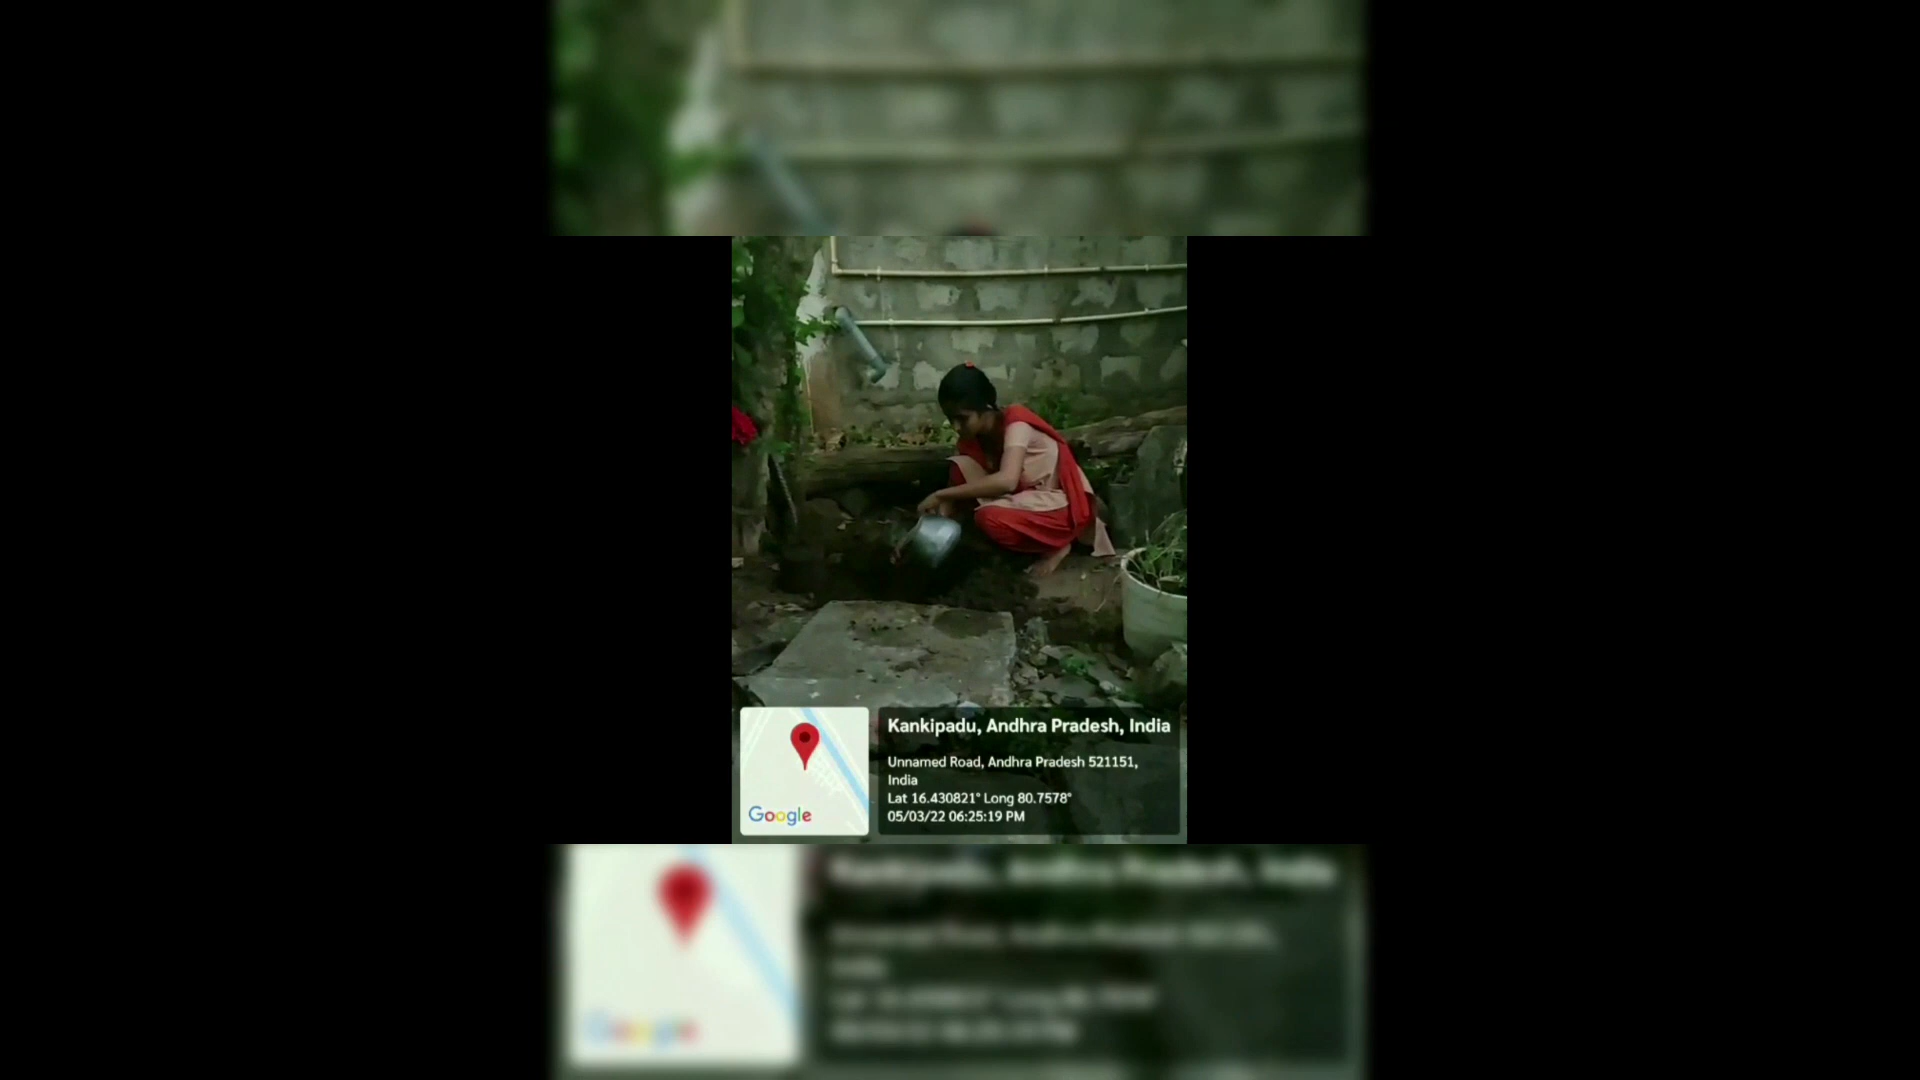 Kankipadu, Andhra Pradesh, India
Unnamed Road, Andhra Pradesh 521151,
India
Lat 16.430821° Long 80.7578°
05/03/22 06:25:19 PM
Google